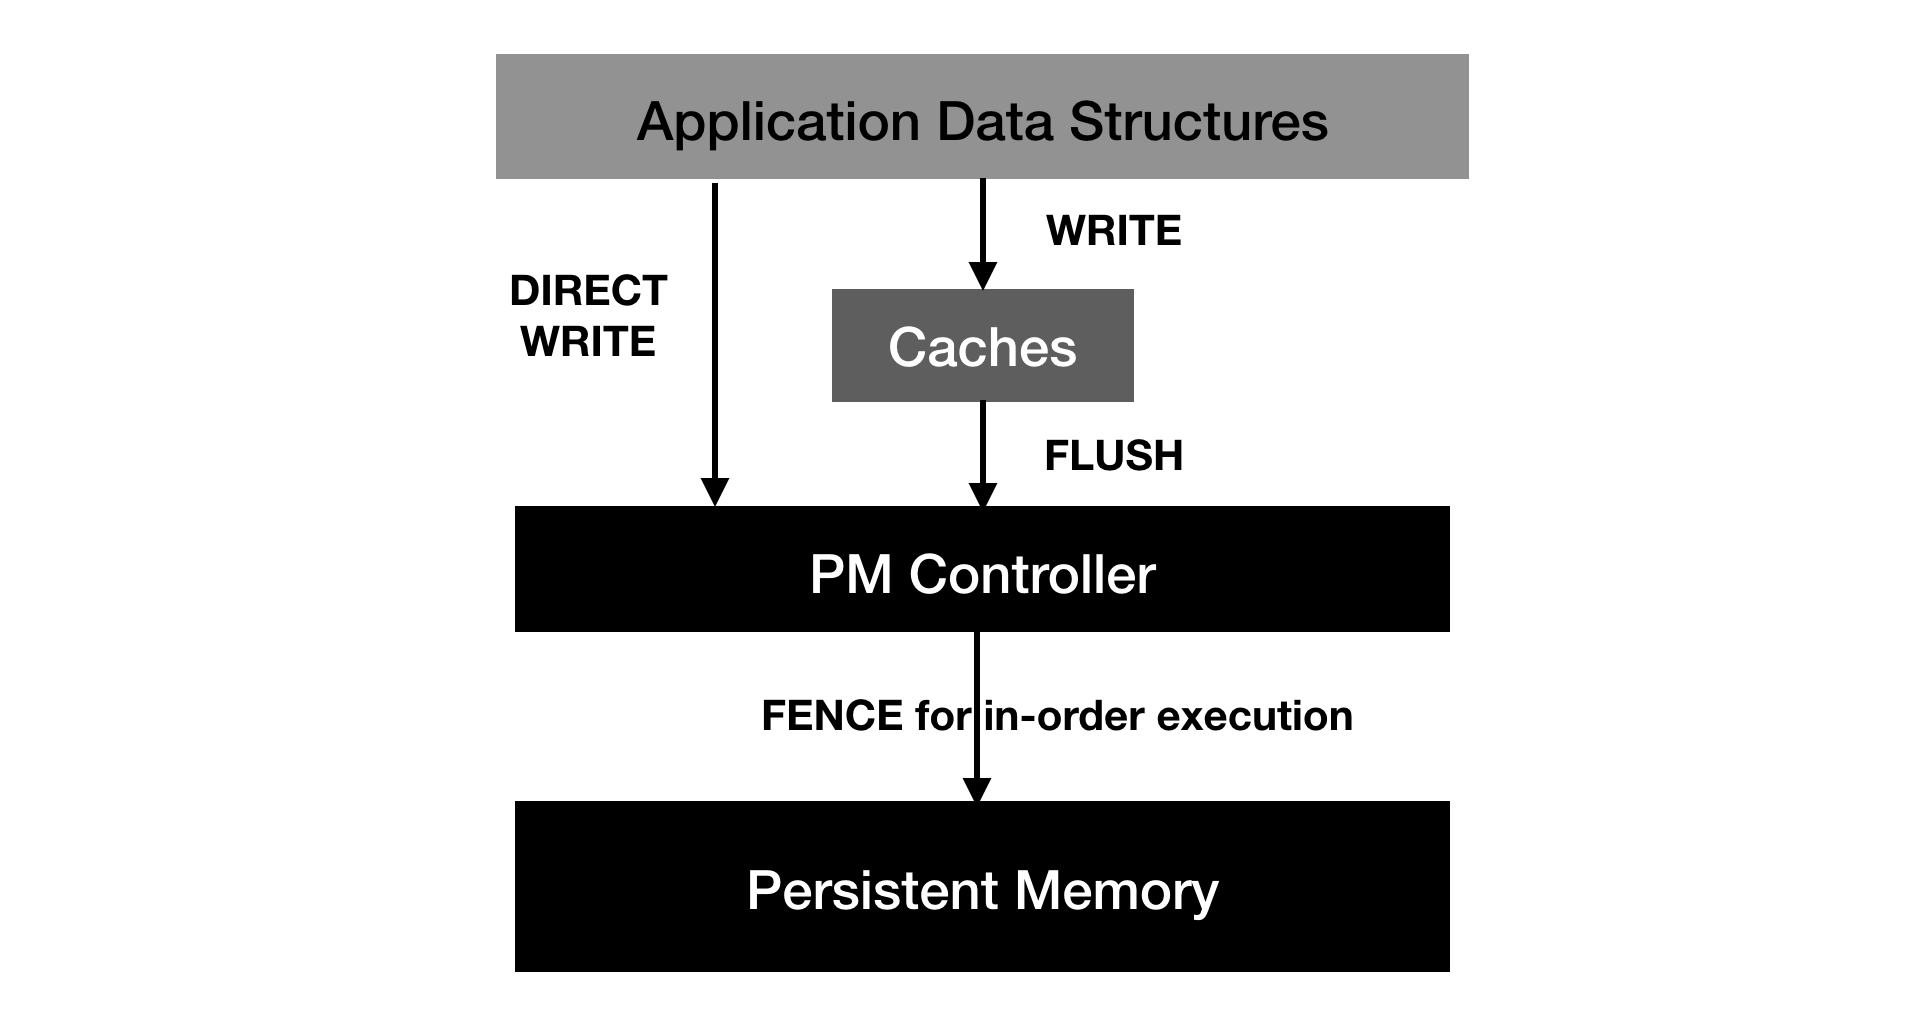 Application Data Structures
WRITE
DIRECT
WRITE
Caches
FLUSH
PM Controller
FENCE for in-order execution
Persistent Memory